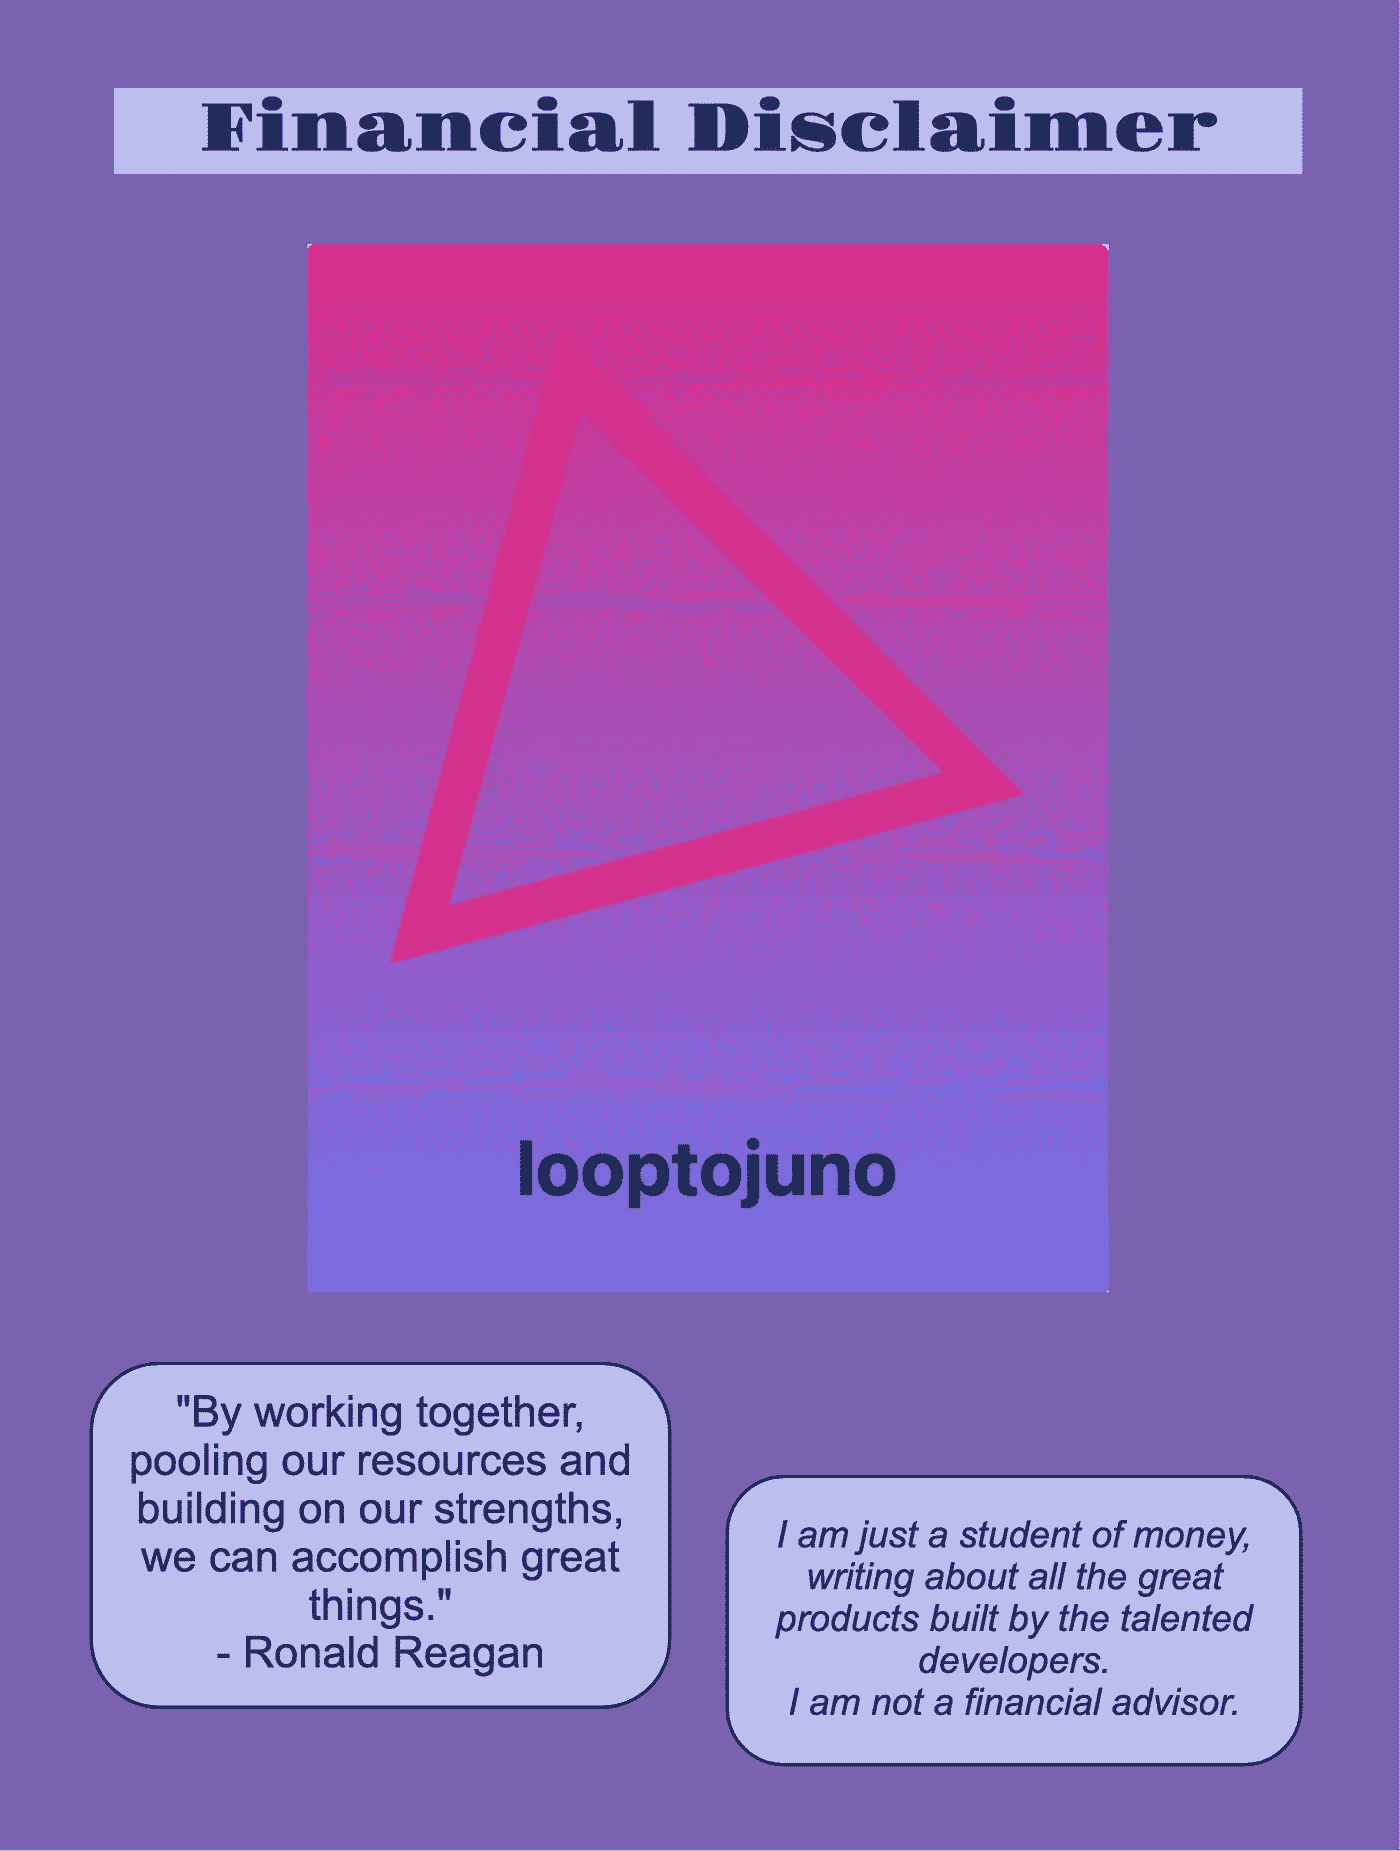 Financial Disclaimer
looptojuno
"By working together,
pooling our resources and
building on our strengths,
we can accomplish great
things."
- Ronald Reagan
I am just a student of money,
writing about all the great
products built by the talented
developers.
I am not a financial advisor.